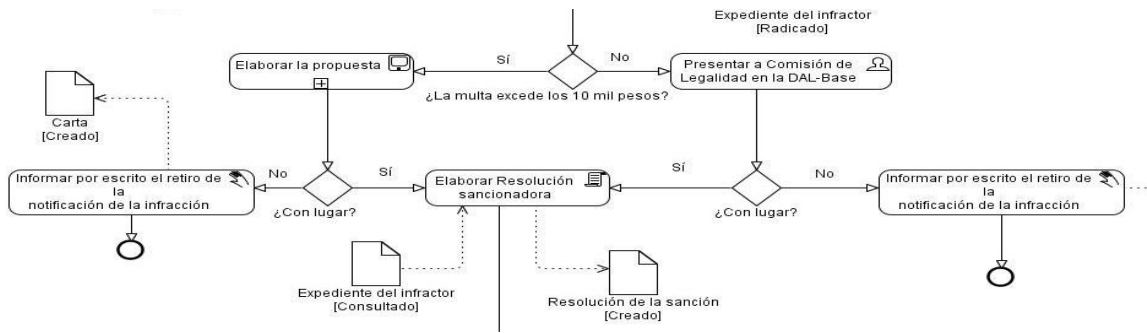 Expediente del infractor
[Radicado]
Elaborar la propuesta
Sí
No
Presentar a Comisión de
Legalidad en la DAL-Base
¿La multa excede los 10 mil pesos?
Carta
[Creado]
Informar por escrito el retiro de
la
notificación de la infracción
No
Sí
¿Con lugar?
Elaborar Resolución
sancionadora
Sí
No
¿Con lugar?
Informar por escrito el retiro de
la
notificación de la infracción
Expediente del infractor
[Consultado]
Resolución de la sanción
[Creado]